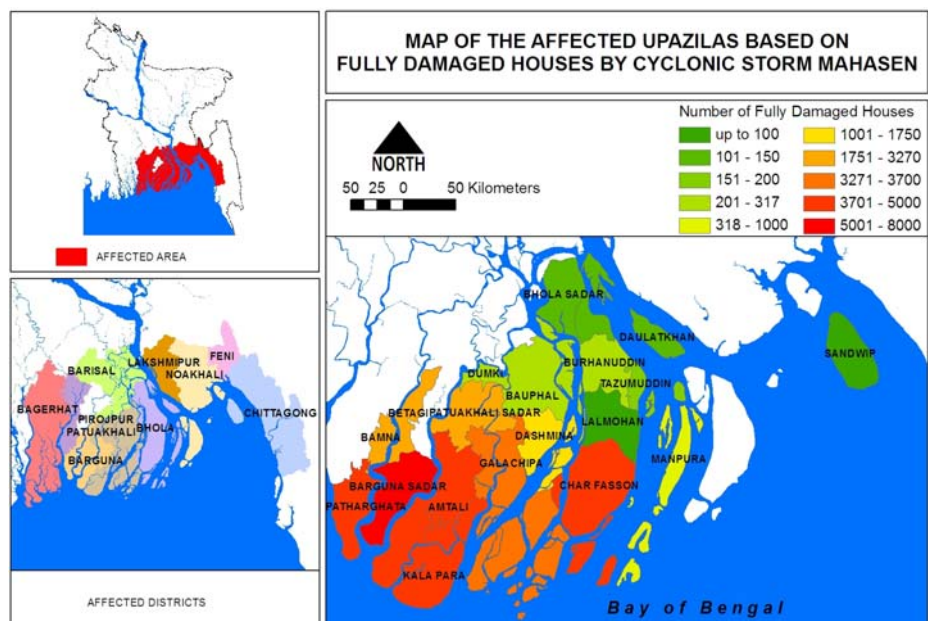 MAP OF THE AFFECTED UPAZILAS BASED ON
FULLY DAMAGED HOUSES BY CYCLONIC STORM MAHASEN
AFFECTED AREA
NORTH
50 25 0 50 Kilometers
Number of Fully Damaged Houses
up to 100
101 - 150
151 - 200
201 - 317
318 - 1000
1001 - 1750
1751 - 3270
3271 - 3700
3701 - 5000
5001 - 8000
FENI
LAKSHMIPUR
NOAKHALI
BARISAL
BAGERHAT
CHITTAGONG
PIROJPUR
PATUAKHALI
BHOLA
BARGUNA
AFFECTED DISTRICTS
BHOLA SADAR
DAULATKHAN
SANDWIP
BURHANUDDIN
DUMKI
TAZUMUDDIN
BAUPHAL
BETAGI
PATUAKHALI SADAR
LALMOHAN
BAMNA
DASHMINA
MANPURA
GALACHIPA
BARGUNA SADAR
CHAR FASSON
PATHARGHATA
AMTALI
KALA PARA
Bay of Bengal